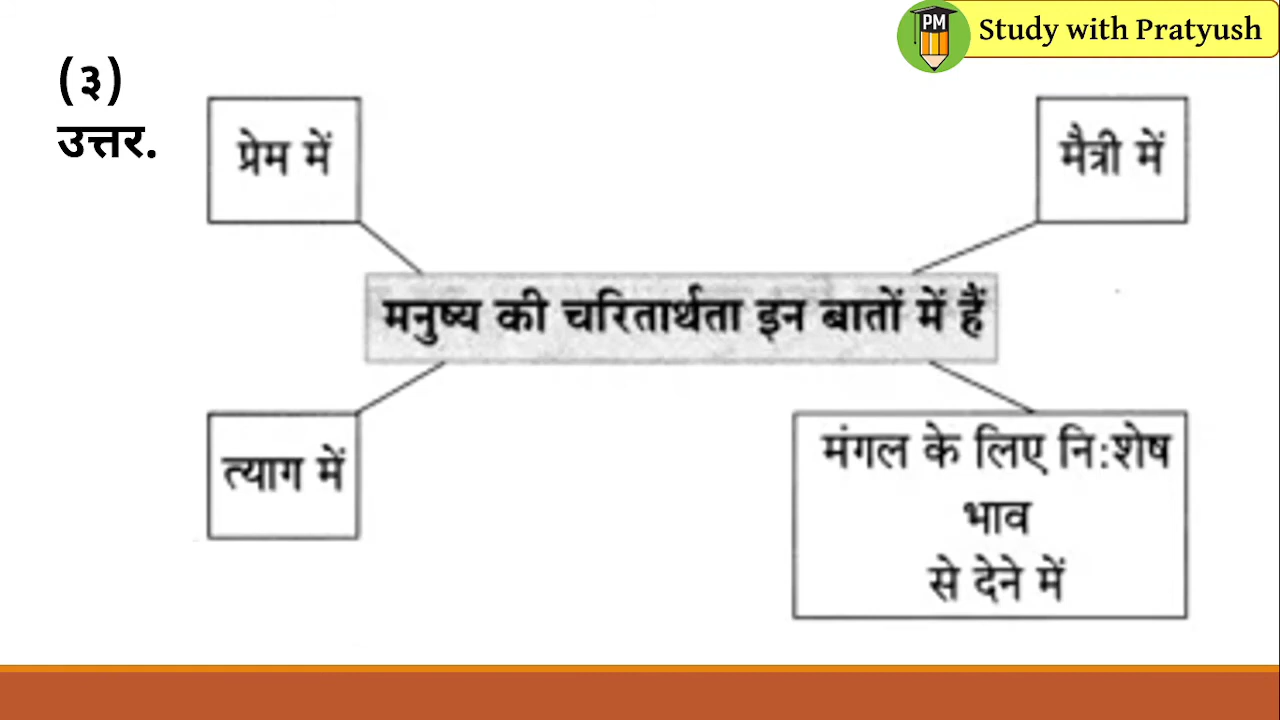 PM
Study with Pratyush
(३)
उत्तर.
प्रेम में
मैत्री में
मनुष्य की चरितार्थता इन बातों में हैं
त्याग में
मंगल के लिए नि:शेष
भाव
से देने में